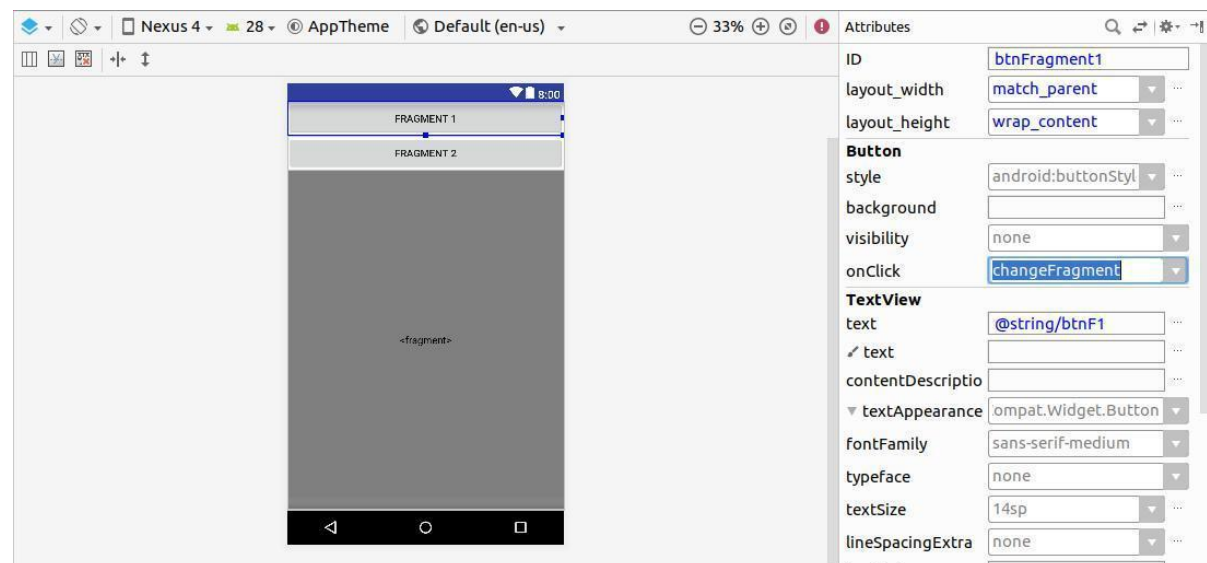 Nexus 4 28 AppTheme Default (en-us) 33% Attributes
8:00
FRAGMENT 1
FRAGMENT 2
<fragment>
ID btnFragment1
layout_width match_parent ...
layout_height wrap_content ...
Button
style android:buttonStyl ...
background ...
visibility none
onClick changeFragment
TextView
text @string/btnF1 ...
text ...
contentDescriptio ...
textAppearance ompat.Widget.Button
fontFamily sans-serif-medium
typeface none
textSize 14sp ...
lineSpacingExtra none ...